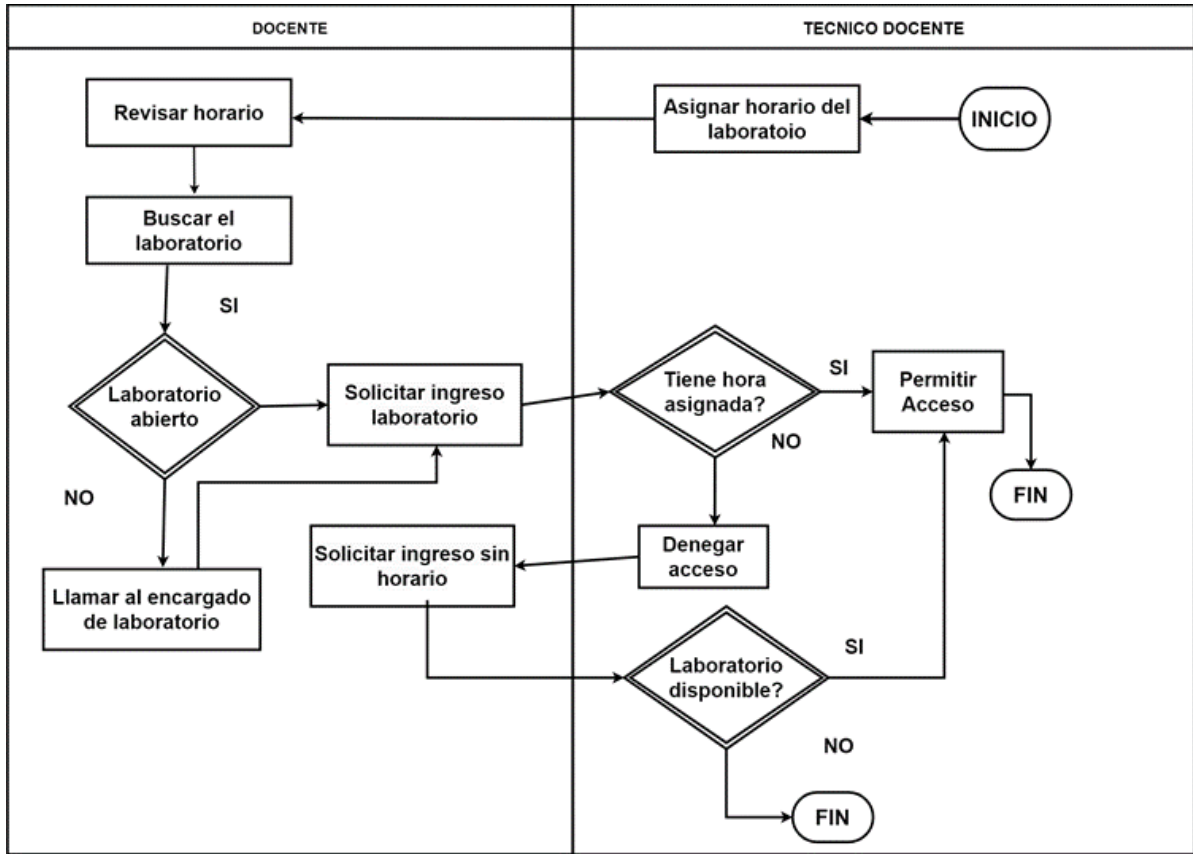 DOCENTE
TECNICO DOCENTE
Revisar horario
Asignar horario del
laboratoio
INICIO
Buscar el
laboratorio
SI
Laboratorio
abierto
Solicitar ingreso
laboratorio
Tiene hora
asignada?
SI
Permitir
Acceso
NO
NO
FIN
Llamar al encargado
de laboratorio
Solicitar ingreso sin
horario
Denegar
acceso
Laboratorio
disponible?
SI
NO
FIN